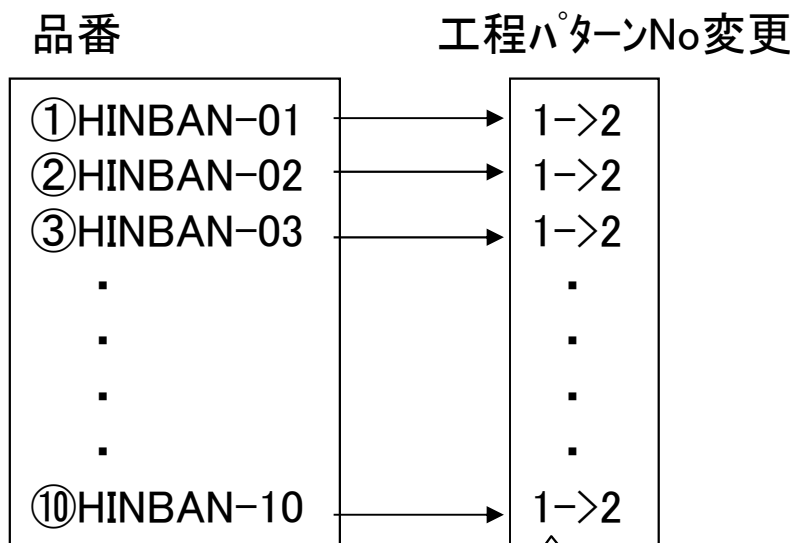 品番 工程ﾊﾟﾀｰﾝNo変更
①HINBAN-01 1->2
②HINBAN-02 1->2
③HINBAN-03 1->2
・ ・
・ ・
・ ・
・ ・
⑩HINBAN-10 1->2